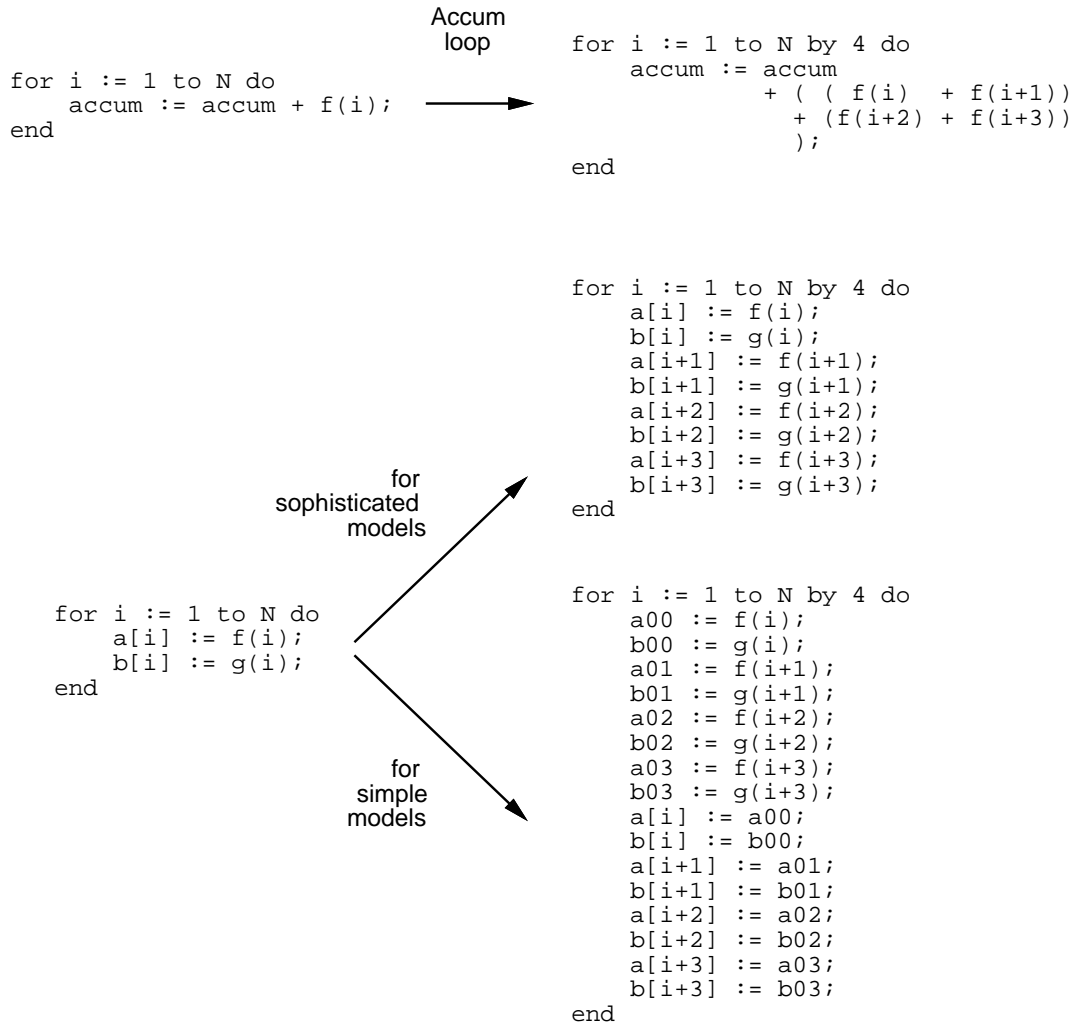 Accum
loop
for i := 1 to N do
accum := accum + f(i);
end
for i := 1 to N by 4 do
accum := accum
+ ( ( f(i) + f(i+1))
+ (f(i+2) + f(i+3))
);
end
for i := 1 to N by 4 do
a[i] := f(i);
b[i] := g(i);
a[i+1] := f(i+1);
b[i+1] := g(i+1);
a[i+2] := f(i+2);
b[i+2] := g(i+2);
a[i+3] := f(i+3);
b[i+3] := g(i+3);
end
for
sophisticated
models
for i := 1 to N do
a[i] := f(i);
b[i] := g(i);
end
for
simple
models
for i := 1 to N by 4 do
a00 := f(i);
b00 := g(i);
a01 := f(i+1);
b01 := g(i+1);
a02 := f(i+2);
b02 := g(i+2);
a03 := f(i+3);
b03 := g(i+3);
a[i] := a00;
b[i] := b00;
a[i+1] := a01;
b[i+1] := b01;
a[i+2] := a02;
b[i+2] := b02;
a[i+3] := a03;
b[i+3] := b03;
end